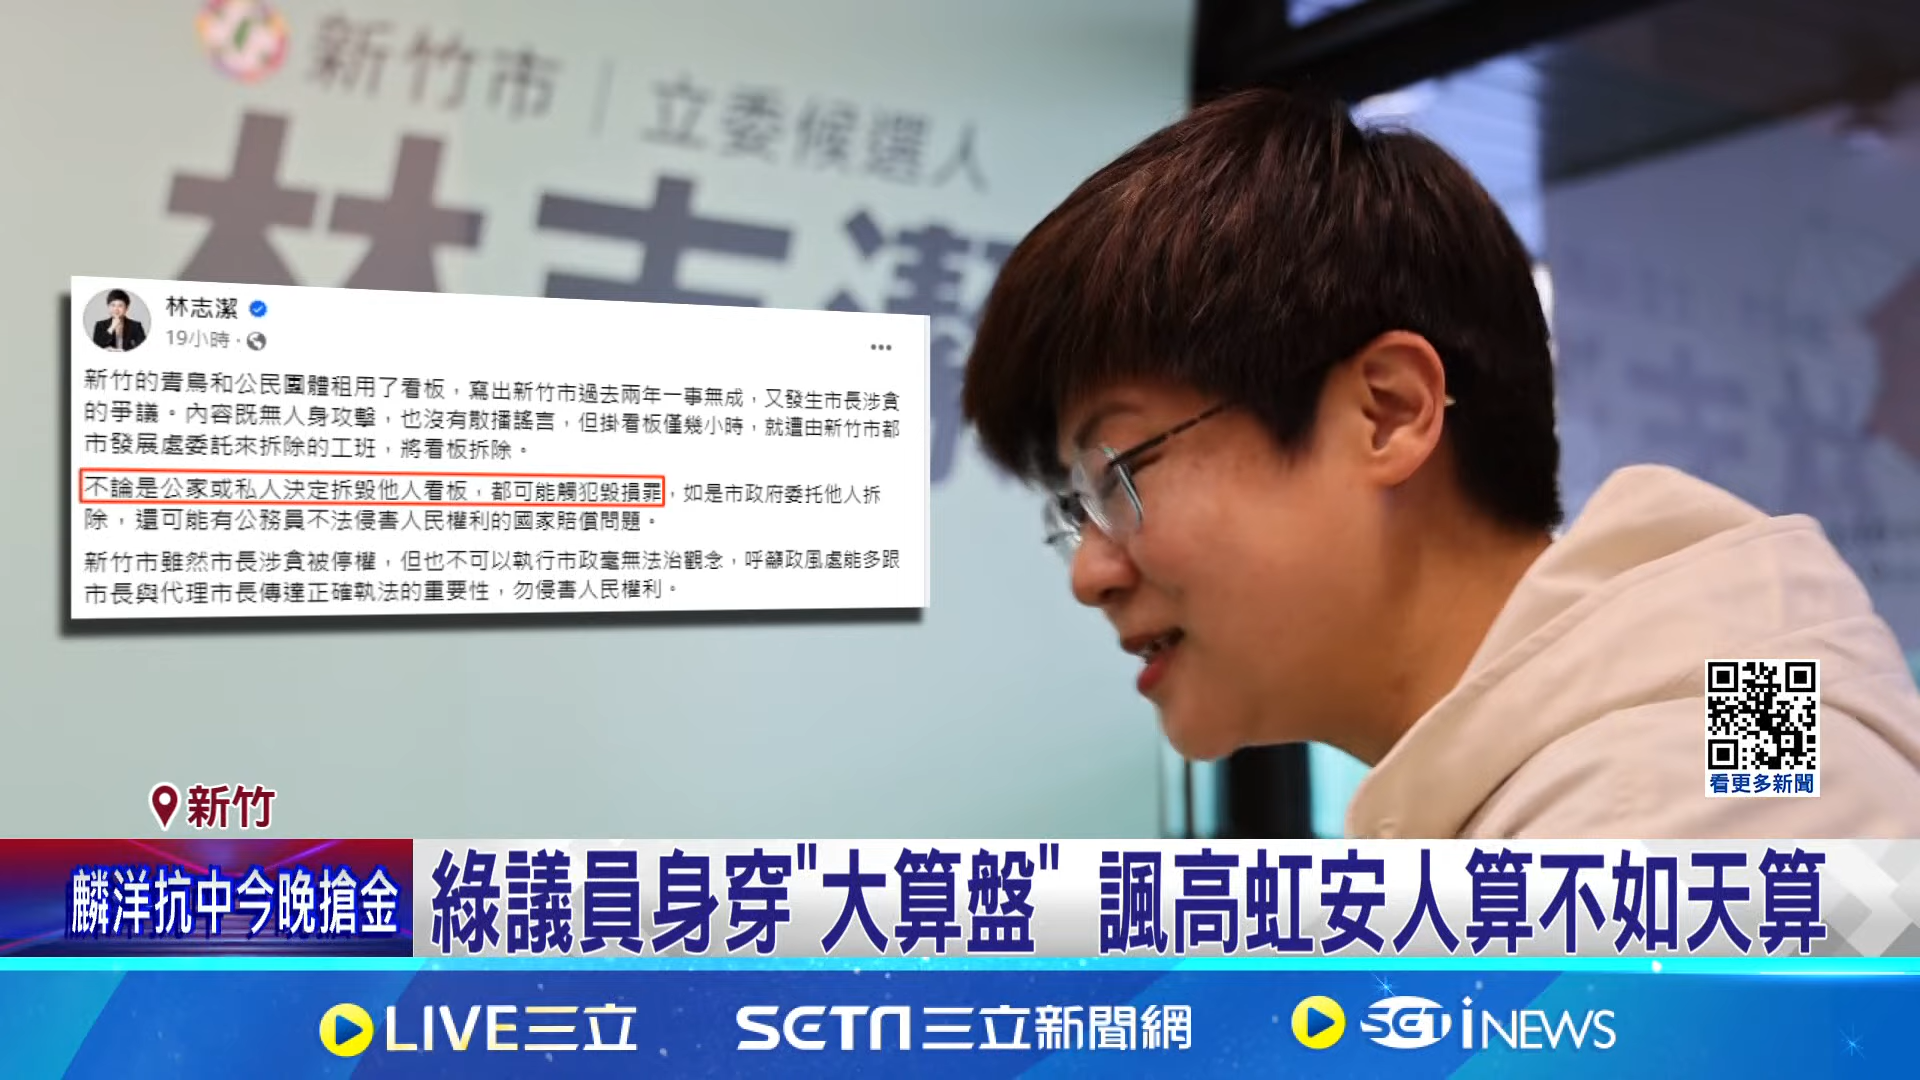 新竹市｜立委候選人
林志潔
林志潔
19小時·
新竹的青鳥和公民團體租用了看板，寫出新竹市過去兩年一事無成，又發生市長涉貪
的爭議。內容既無人身攻擊，也沒有散播謠言，但掛看板僅幾小時，就遭由新竹市都
市發展處委託來拆除的工班，將看板拆除。
不論是公家或私人決定拆毀他人看板，都可能觸犯毀損罪，如是市政府委托他人拆
除，還可能有公務員不法侵害人民權利的國家賠償問題。
新竹市雖然市長涉貪被停權，但也不可以執行市政毫無法治觀念，呼籲政風處能多跟
市長與代理市長傳達正確執法的重要性，勿侵害人民權利。
看更多新聞
新竹
麟洋抗中今晚搶金
綠議員身穿"大算盤" 諷高虹安人算不如天算
LIVE三立
SETN三立新聞網
SET iNEWS